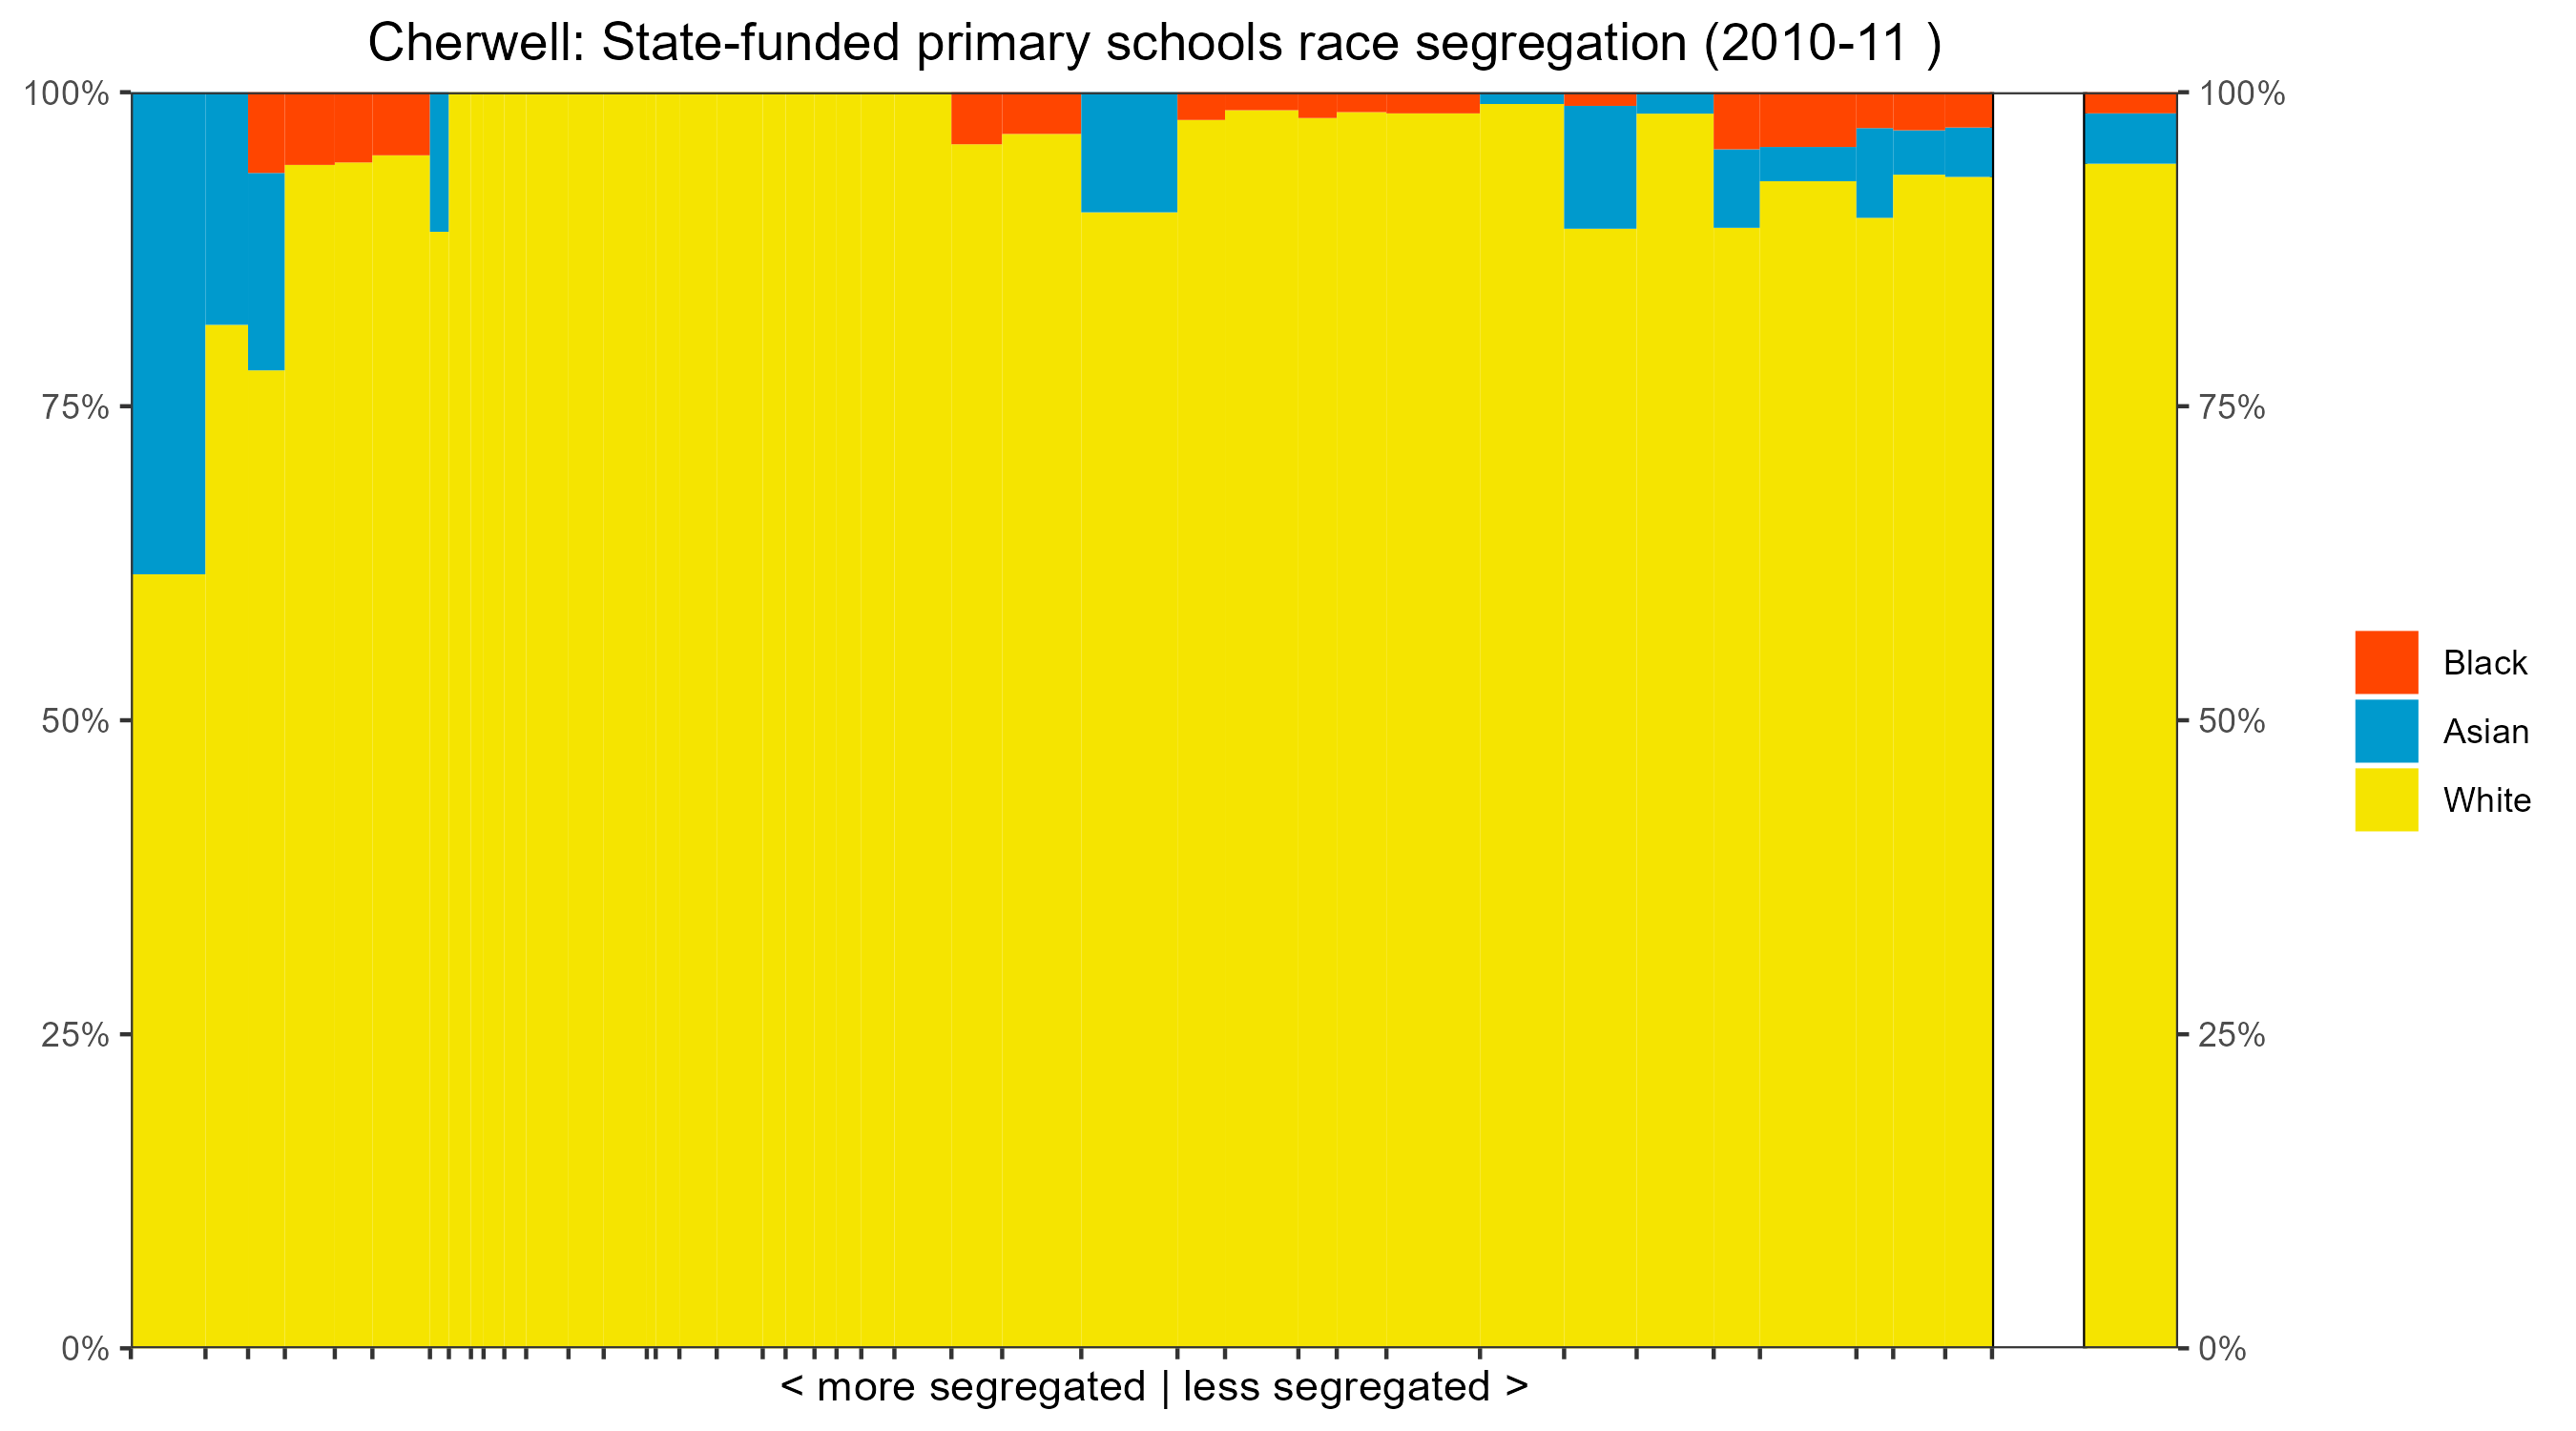 Cherwell: State-funded primary schools race segregation (2010-11 )
100%
75%
50%
25%
0%
100%
75%
50%
25%
0%
Black
Asian
White
< more segregated | less segregated >